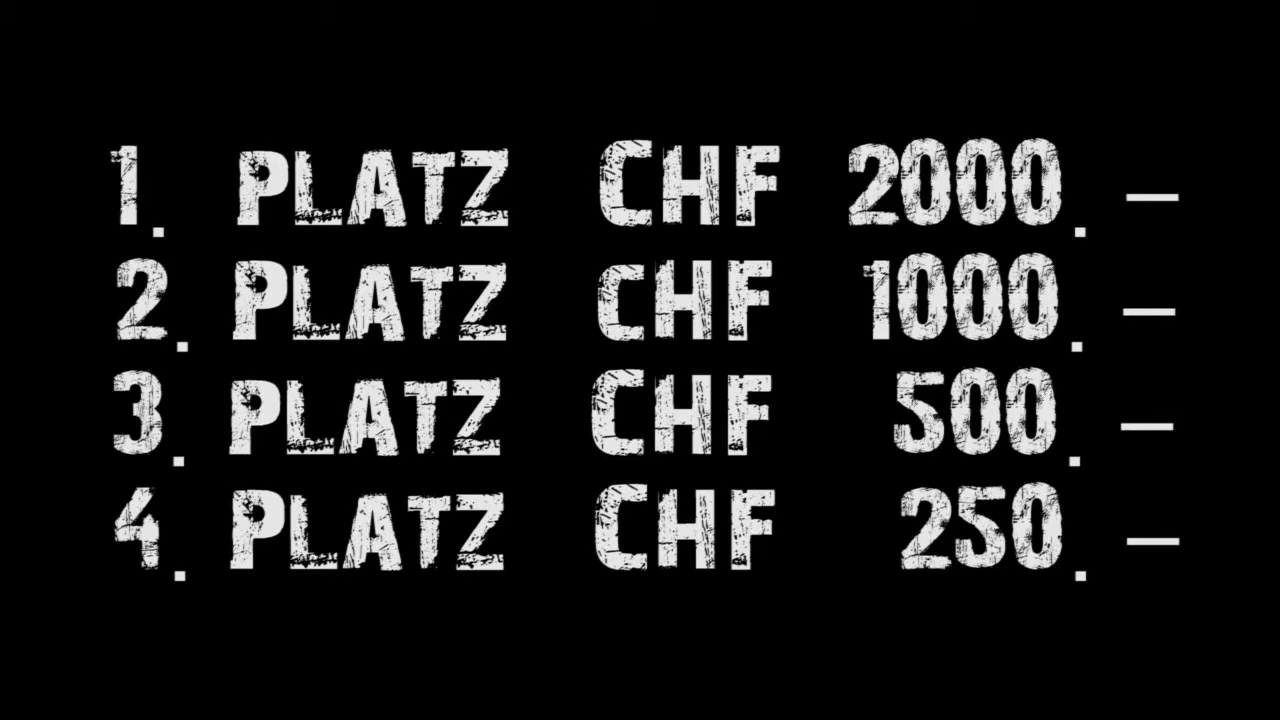 1. PLATZ CHF 2000. –
2. PLATZ CHF 1000. –
3. PLATZ CHF 500. –
4. PLATZ CHF 250. –